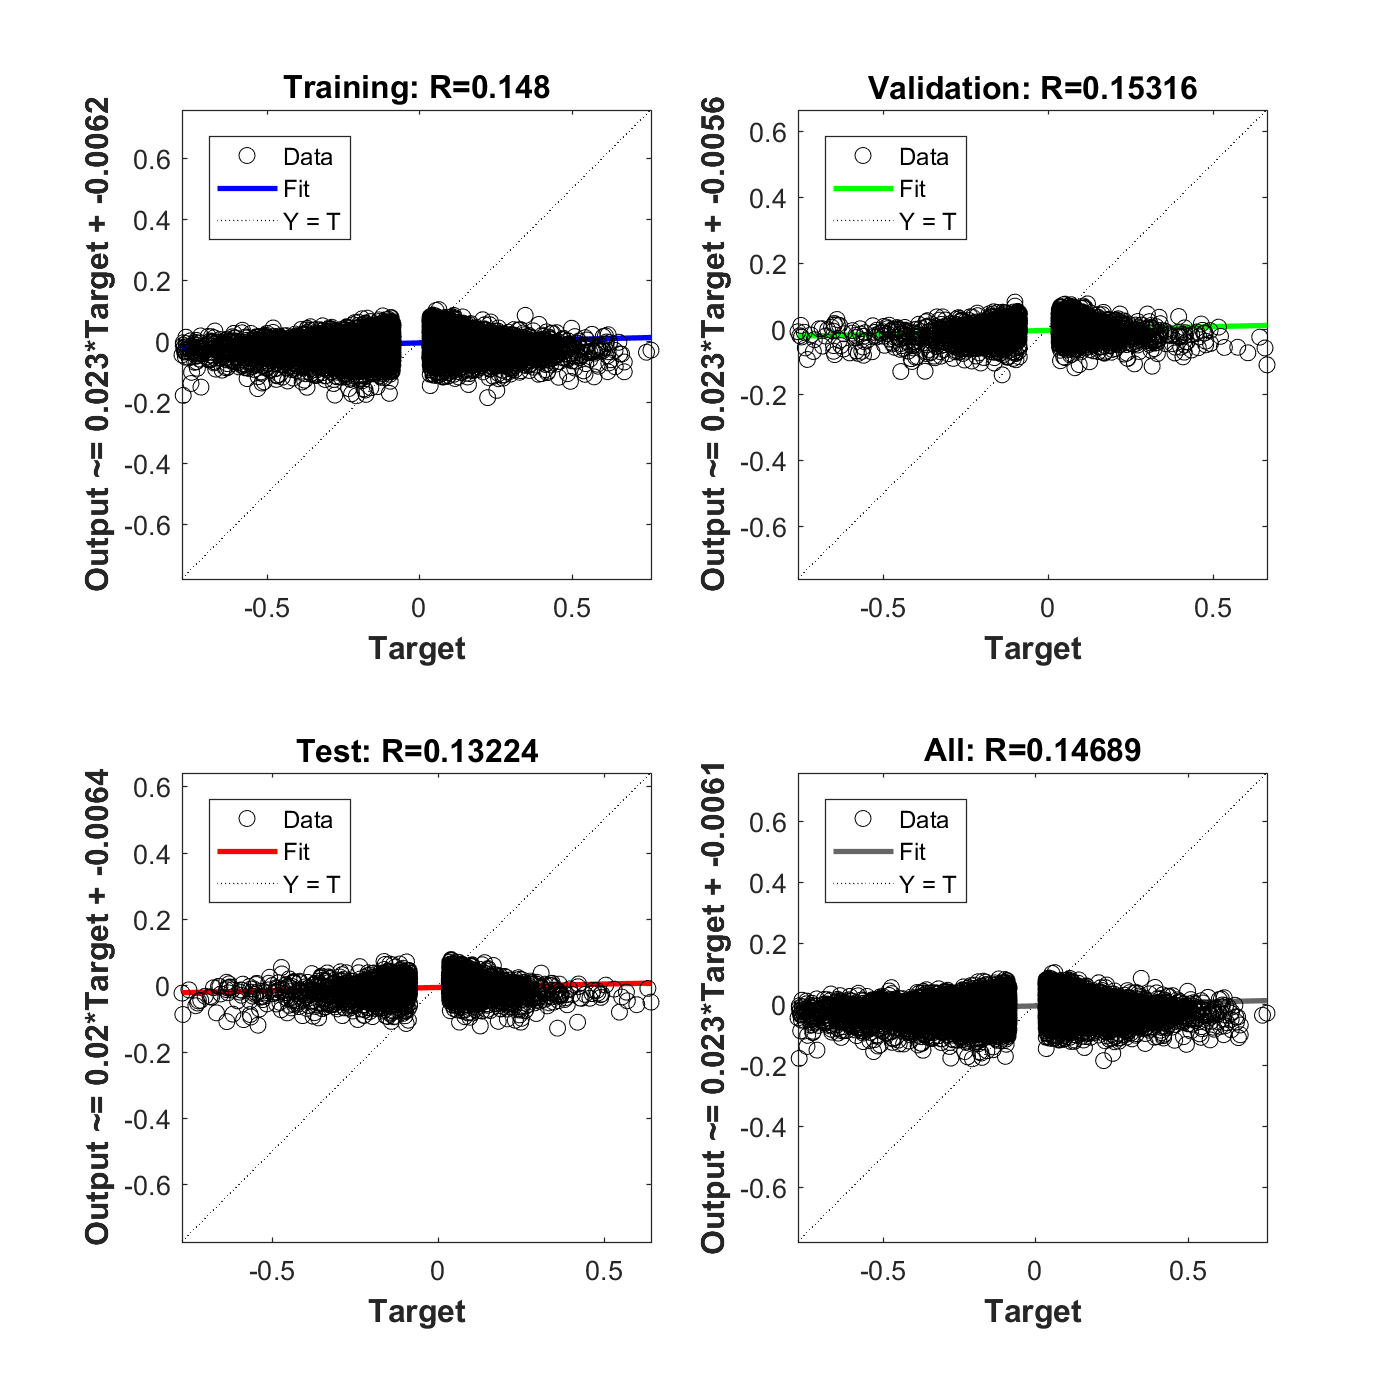 Training: R=0.148
Output ~= 0.023*Target + -0.0062
0.6
0.4
0.2
0
-0.2
-0.4
-0.6
Data
Fit
Y = T
-0.5
0
0.5
Target
Validation: R=0.15316
Output ~= 0.023*Target + -0.0056
0.6
0.4
0.2
0
-0.2
-0.4
-0.6
Data
Fit
Y = T
-0.5
0
0.5
Target
Test: R=0.13224
Output ~= 0.02*Target + -0.0064
0.6
0.4
0.2
0
-0.2
-0.4
-0.6
Data
Fit
Y = T
-0.5
0
0.5
Target
All: R=0.14689
Output ~= 0.023*Target + -0.0061
0.6
0.4
0.2
0
-0.2
-0.4
-0.6
Data
Fit
Y = T
-0.5
0
0.5
Target